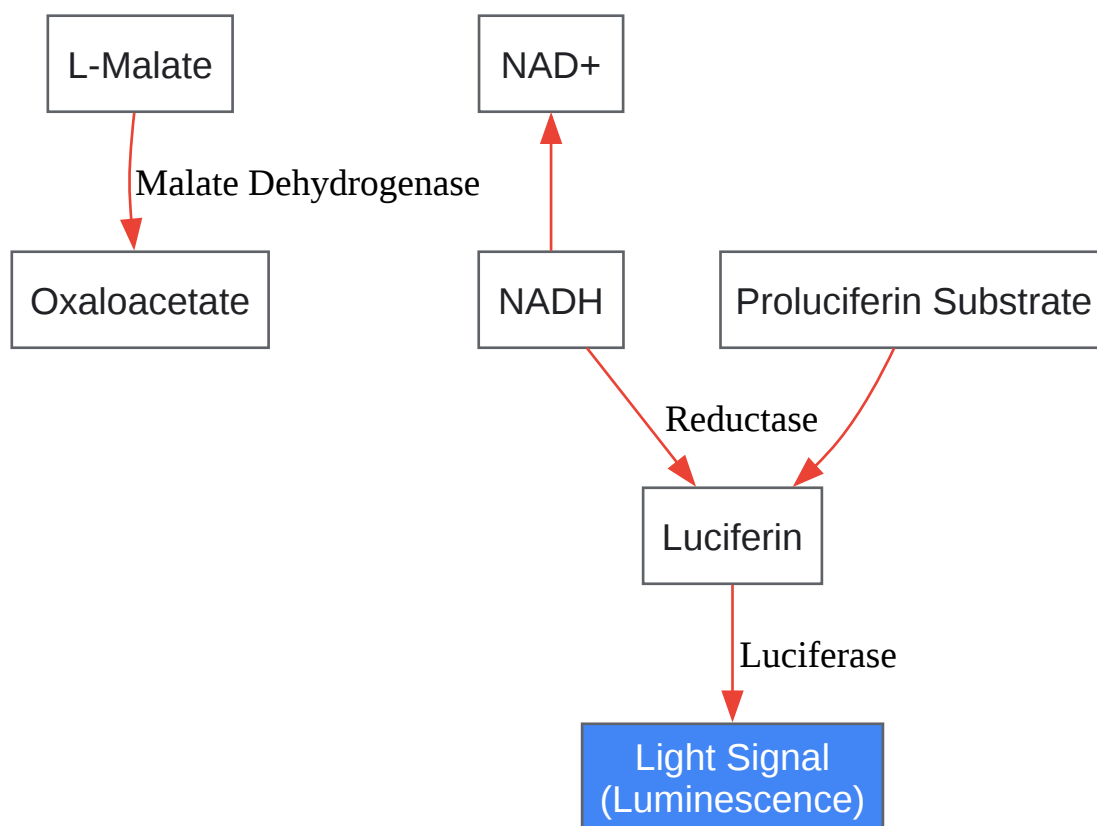 L-Malate
NAD+
Malate Dehydrogenase
Oxaloacetate
NADH
Proluciferin Substrate
Reductase
Luciferin
Luciferase
Light Signal
(Luminescence)